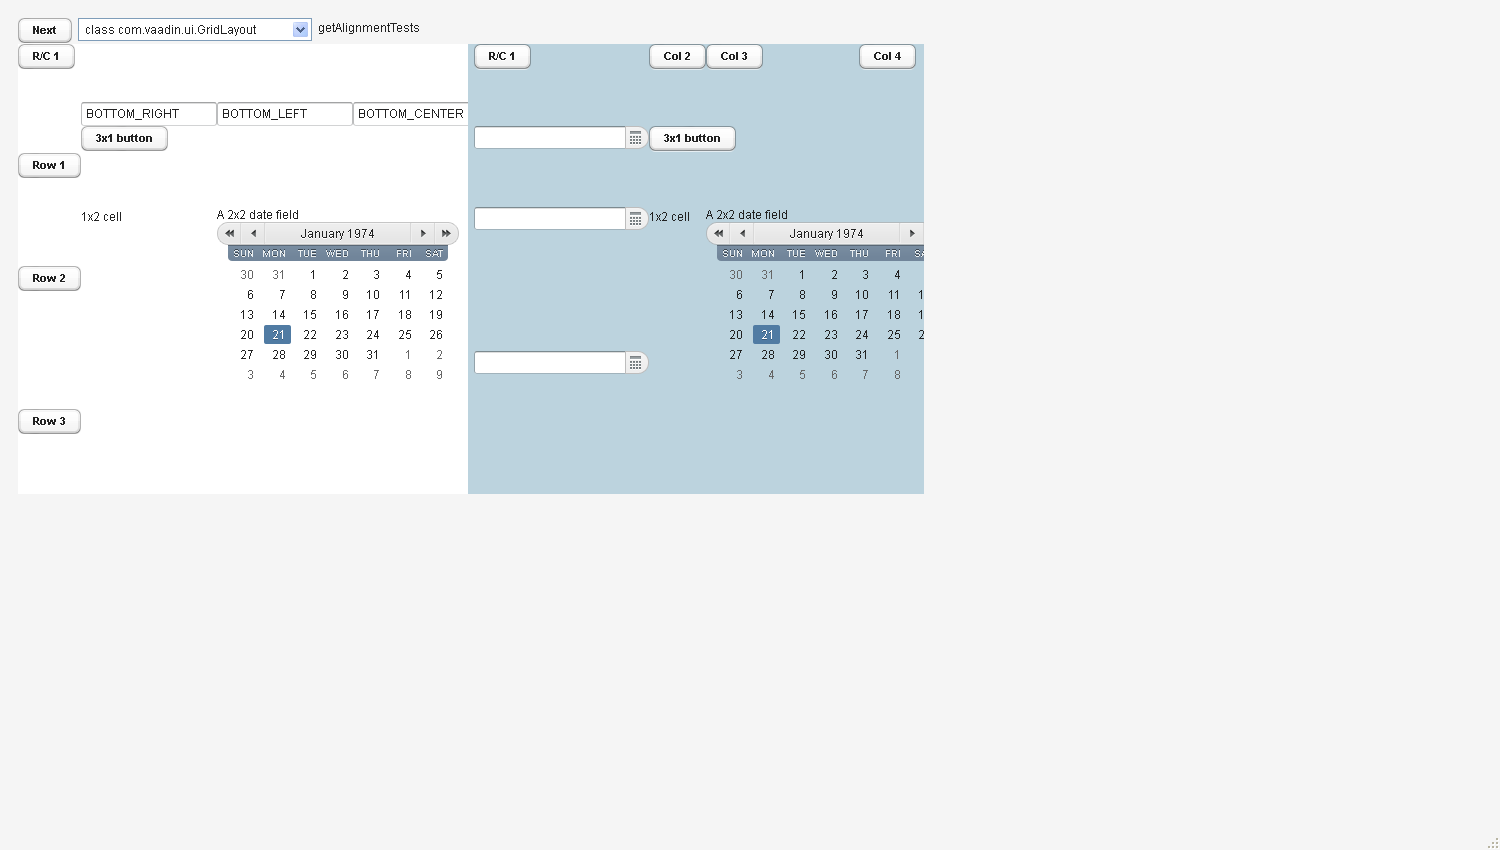 Next class com.vaadin.ui.GridLayout getAlignmentTests
R/C 1 R/C 1 Col 2 Col 3 Col 4
BOTTOM_RIGHT BOTTOM_LEFT BOTTOM_CENTER
3x1 button 3x1 button
Row 1
1x2 cell A 2x2 date field 1x2 cell A 2x2 date field
January 1974 January 1974
SUN MON TUE WED THU FRI SAT SUN MON TUE WED THU FRI
30 31 1 2 3 4 5 30 31 1 2 3 4
Row 2
6 7 8 9 10 11 12 6 7 8 9 10 11
13 14 15 16 17 18 19 13 14 15 16 17 18
20 21 22 23 24 25 26 20 21 22 23 24 25
27 28 29 30 31 1 2 27 28 29 30 31 1
3 4 5 6 7 8 9 3 4 5 6 7 8
Row 3